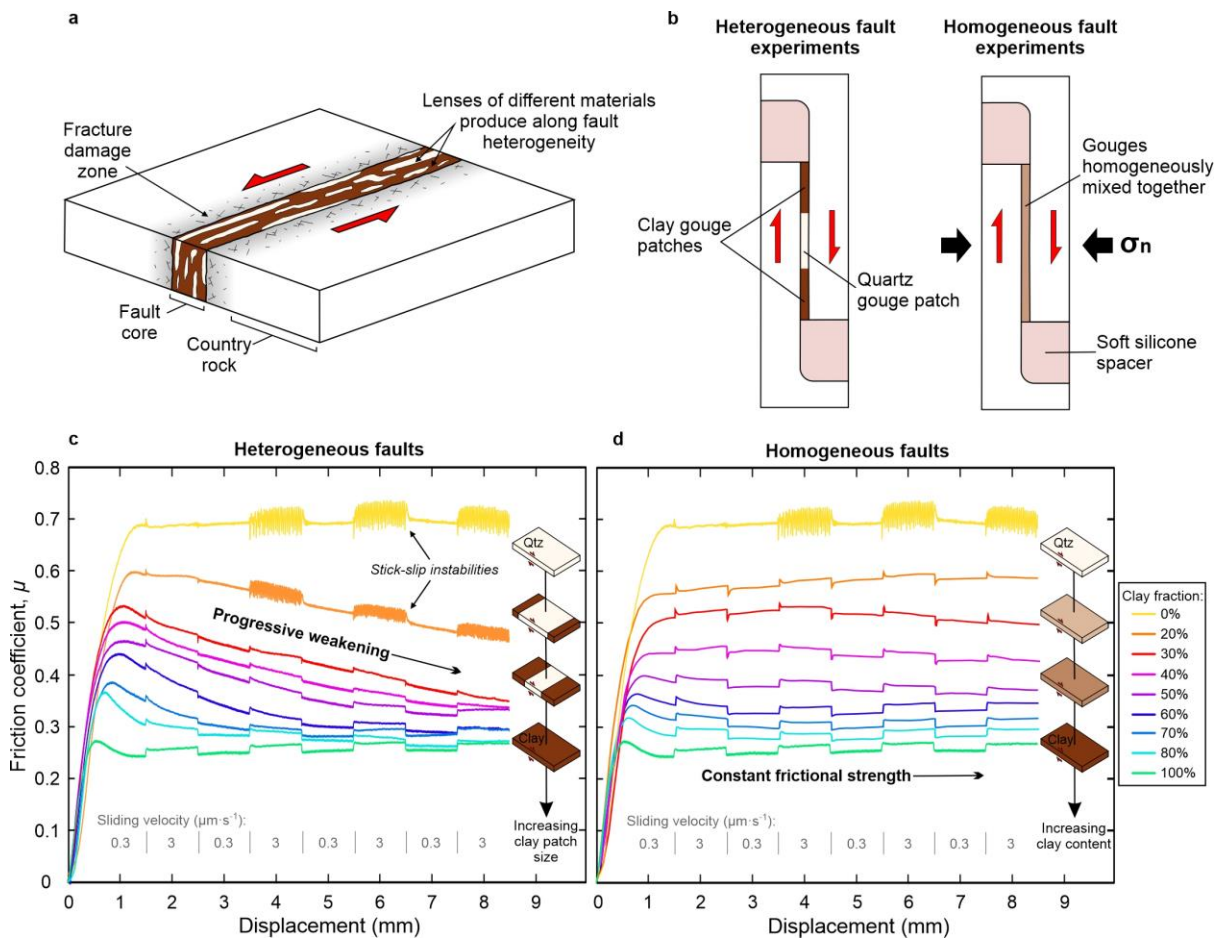 a
Fracture
damage
zone
Lenses of different materials
produce along fault
heterogeneity
Fault
core
Country
rock
b
Heterogeneous fault
experiments
Homogeneous fault
experiments
Clay gouge
patches
Quartz
gouge patch
Gouges
homogeneously
mixed together
σn
Soft silicone
spacer
c
Heterogeneous faults
Friction coefficient, μ
0.8
0.7
0.6
0.5
0.4
0.3
0.2
0.1
0
Stick-slip instabilities
Progressive weakening
Qtz
Clay
Increasing
clay patch
size
Sliding velocity (μm·s⁻¹):
0.3 3 0.3 3 0.3 0.3 3
0 1 2 3 4 5 6 7 8 9
Displacement (mm)
d
Homogeneous faults
Qtz
Clay
Constant frictional strength
Increasing
clay content
Sliding velocity (μm·s⁻¹):
0.3 3 0.3 3 0.3 3 0.3 3
0 1 2 3 4 5 6 7 8 9
Displacement (mm)
Clay fraction:
0%
20%
30%
40%
50%
60%
70%
80%
100%